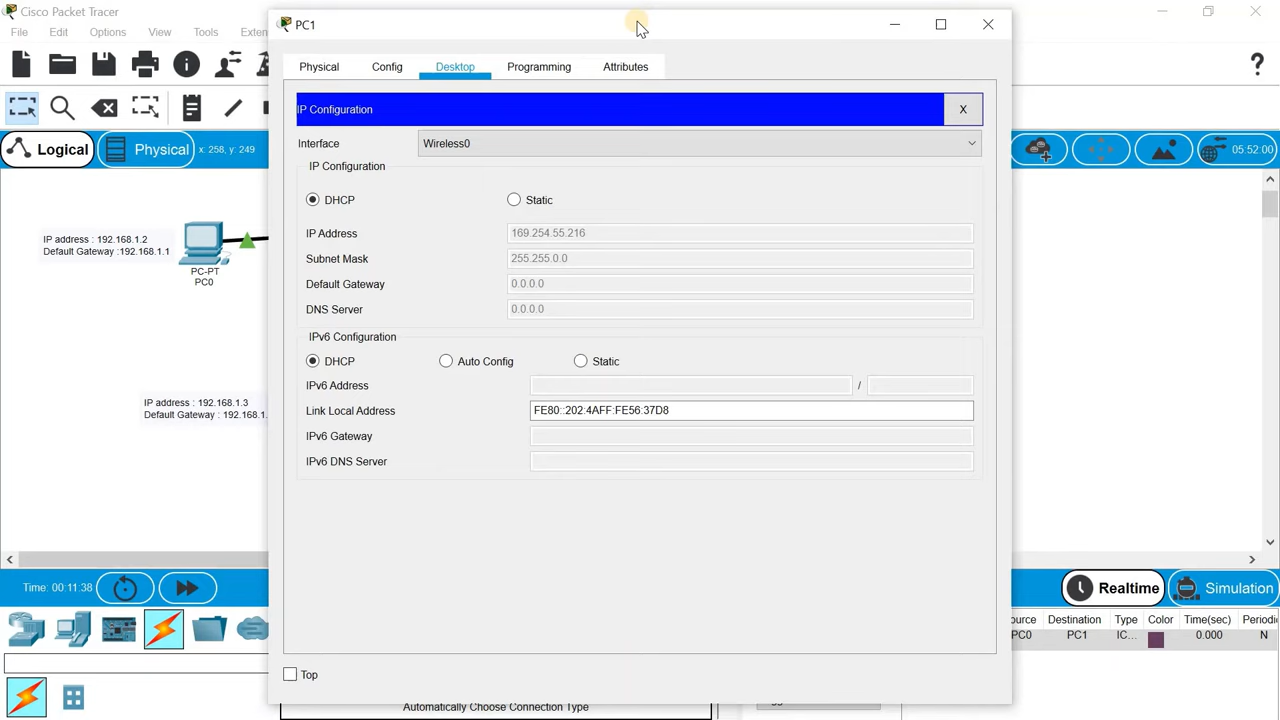 Cisco Packet Tracer
PC1
X
File Edit Options View Tools Exten
Physical Config Desktop Programming Attributes
IP Configuration X
Logical Physical x: 258, y: 249
05:52:00
Interface Wireless0
IP Configuration
DHCP Static
IP Address 169.254.55.216
Subnet Mask 255.255.0.0
Default Gateway 0.0.0.0
DNS Server 0.0.0.0
IPv6 Configuration
DHCP Auto Config Static
IPv6 Address /
Link Local Address FE80::202:4AFF:FE56:37D8
IPv6 Gateway
IPv6 DNS Server
Top
IP address : 192.168.1.2
Default Gateway :192.168.1.1
PC-PT
PC0
IP address : 192.168.1.3
Default Gateway : 192.168.1.
Time: 00:11:38
Realtime Simulation
ource Destination Type Color Time(sec) Periodi
PC0 PC1 IC... 0.000 N
Automatically Choose Connection Type